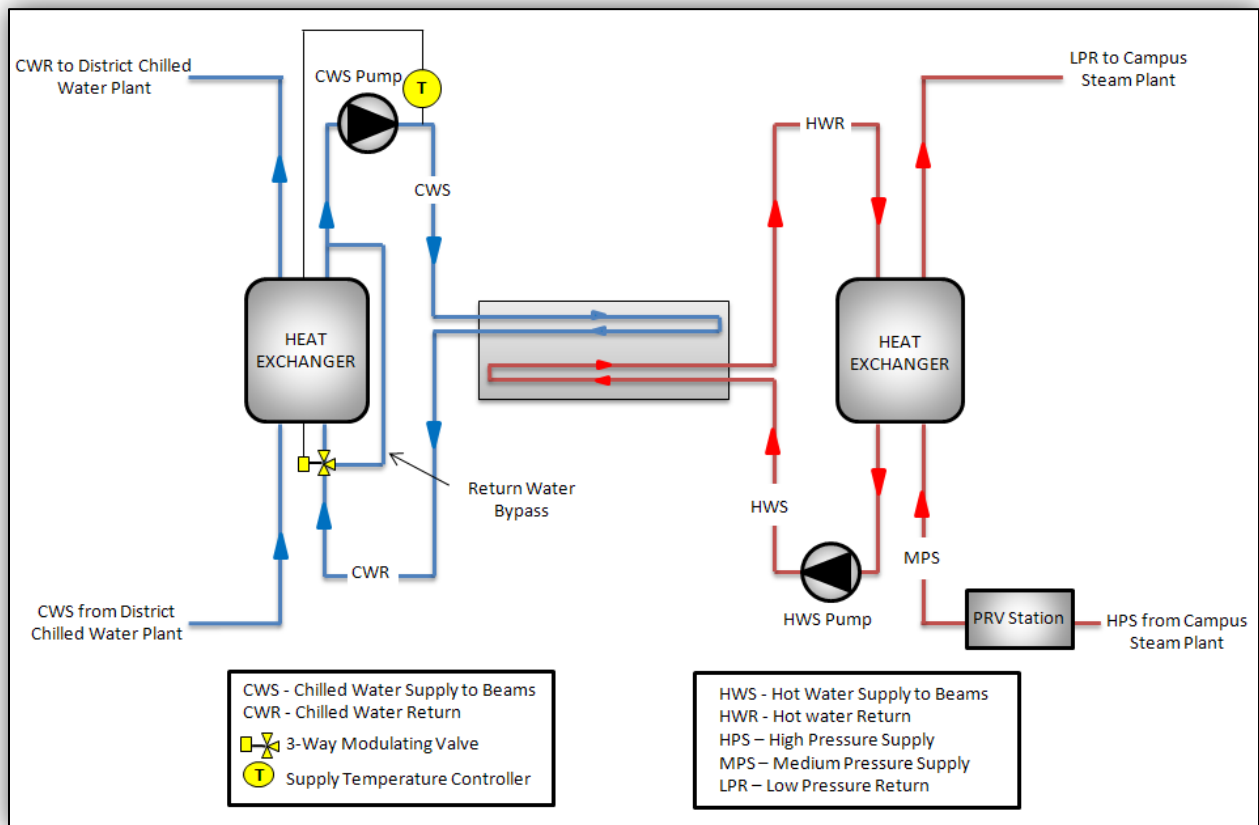 CWR to District Chilled
Water Plant
CWS Pump
T
LPR to Campus
Steam Plant
HWR
CWS
HEAT
EXCHANGER
HEAT
EXCHANGER
Return Water
Bypass
HWS
MPS
CWR
CWS from District
Chilled Water Plant
HWS Pump
PRV Station
HPS from Campus
Steam Plant
CWS - Chilled Water Supply to Beams
CWR - Chilled Water Return
3-Way Modulating Valve
T Supply Temperature Controller
HWS - Hot Water Supply to Beams
HWR - Hot water Return
HPS – High Pressure Supply
MPS – Medium Pressure Supply
LPR – Low Pressure Return